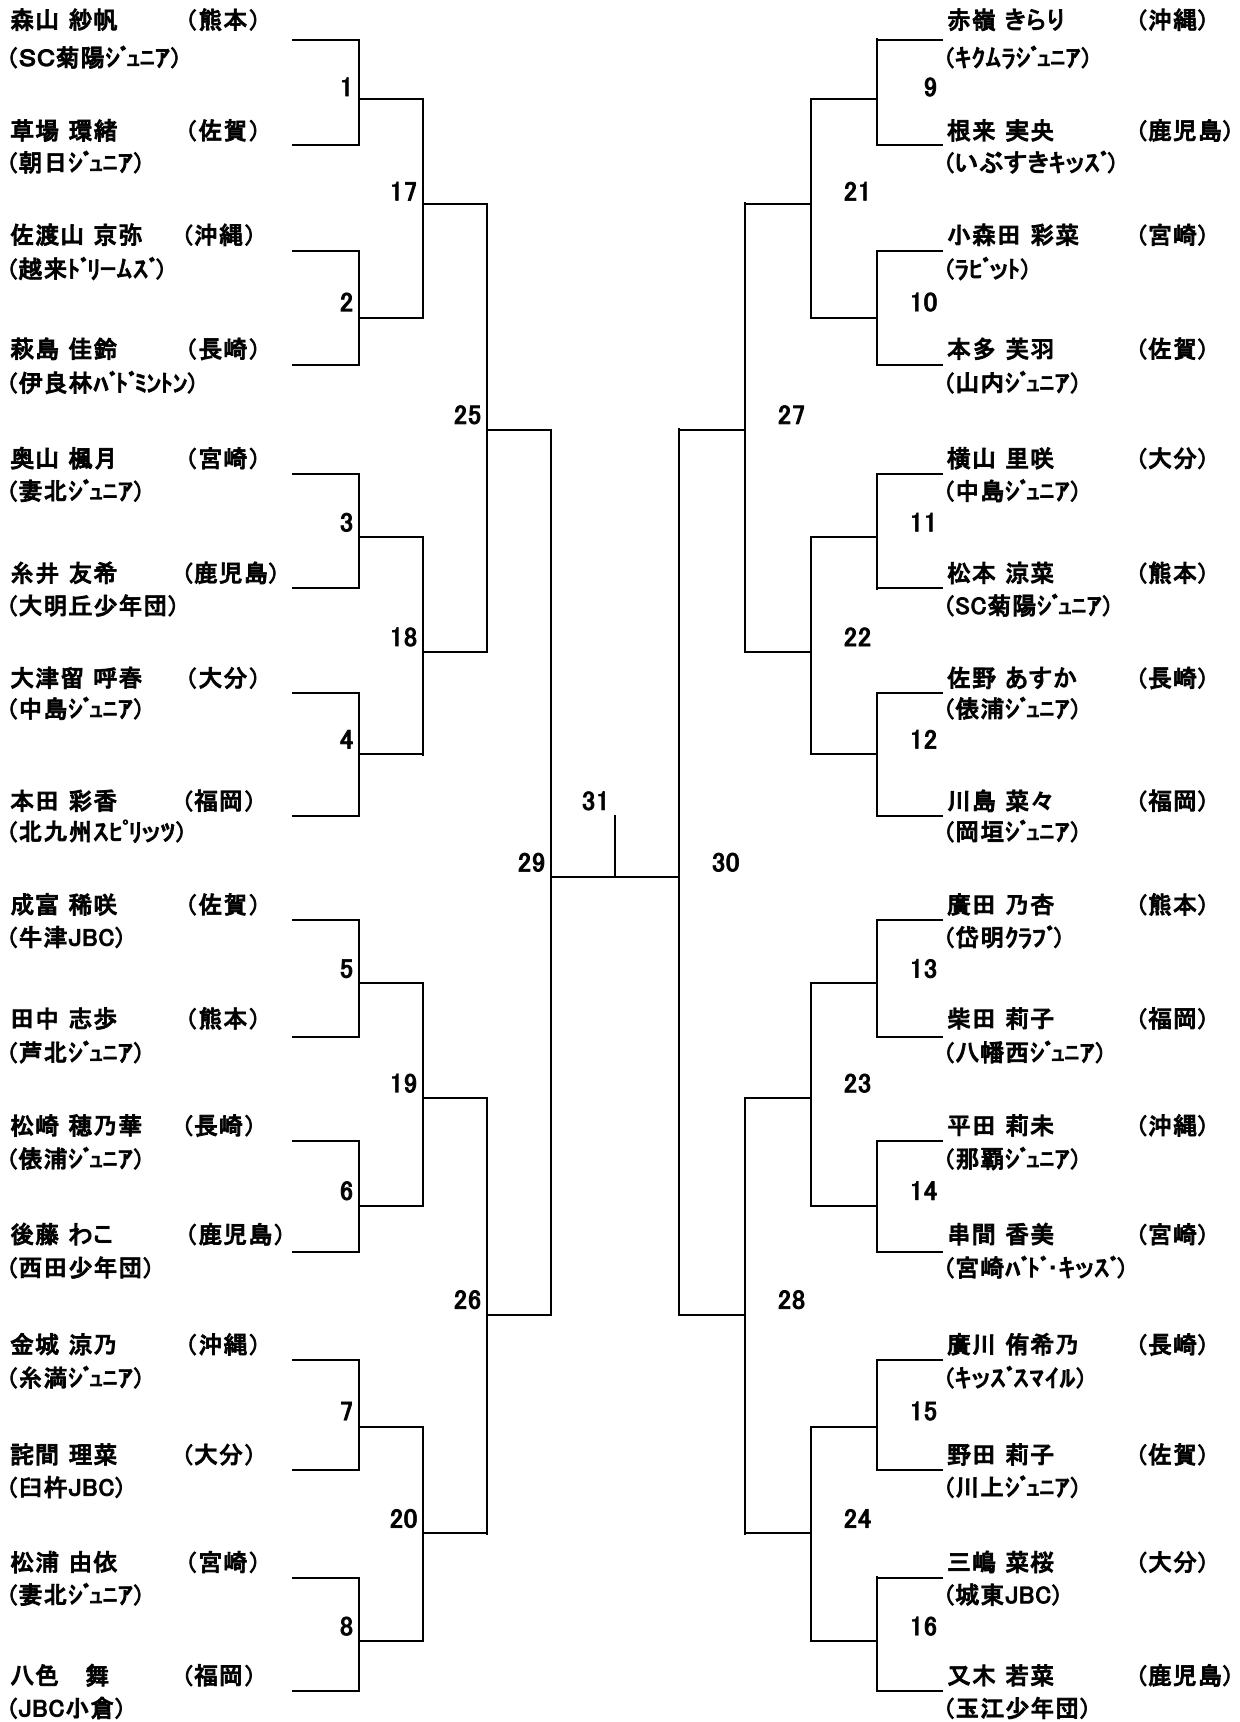 森山 紗帆 （熊本）
（SC菊陽ｼﾞｭﾆｱ）
1
草場 環緒 （佐賀）
（朝日ｼﾞｭﾆｱ）
17
佐渡山 京弥 （沖縄）
（越来ﾄﾞﾘｰﾑｽﾞ）
2
萩島 佳鈴 （長崎）
（伊良林ﾊﾞﾄﾞﾐﾝﾄﾝ）
25
奥山 楓月 （宮崎）
（妻北ｼﾞｭﾆｱ）
3
糸井 友希 （鹿児島）
（大明丘少年団）
18
大津留 呼春 （大分）
（中島ｼﾞｭﾆｱ）
4
本田 彩香 （福岡）
（北九州ｽﾋﾟﾘｯﾂ）
29
成富 稀咲 （佐賀）
（牛津JBC）
5
田中 志歩 （熊本）
（芦北ｼﾞｭﾆｱ）
19
松崎 穂乃華 （長崎）
（俵浦ｼﾞｭﾆｱ）
6
後藤 わこ （鹿児島）
（西田少年団）
26
金城 涼乃 （沖縄）
（糸満ｼﾞｭﾆｱ）
7
詫間 理菜 （大分）
（臼杵JBC）
20
松浦 由依 （宮崎）
（妻北ｼﾞｭﾆｱ）
8
八色 舞 （福岡）
（JBC小倉）
31
赤嶺 きらり （沖縄）
（ｷｸﾑﾗｼﾞｭﾆｱ）
9
根来 実央 （鹿児島）
（いぶすきｷｯｽﾞ）
21
小森田 彩菜 （宮崎）
（ﾗﾋﾞｯﾄ）
10
本多 芙羽 （佐賀）
（山内ｼﾞｭﾆｱ）
27
横山 里咲 （大分）
（中島ｼﾞｭﾆｱ）
11
松本 涼菜 （熊本）
（SC菊陽ｼﾞｭﾆｱ）
22
佐野 あすか （長崎）
（俵浦ｼﾞｭﾆｱ）
12
川島 菜々 （福岡）
（岡垣ｼﾞｭﾆｱ）
30
廣田 乃杏 （熊本）
（岱明ｸﾗﾌﾞ）
13
柴田 莉子 （福岡）
（八幡西ｼﾞｭﾆｱ）
23
平田 莉未 （沖縄）
（那覇ｼﾞｭﾆｱ）
14
串間 香美 （宮崎）
（宮崎ﾊﾞﾄﾞ･ｷｯｽﾞ）
28
廣川 侑希乃 （長崎）
（ｷｯｽﾞｽﾏｲﾙ）
15
野田 莉子 （佐賀）
（川上ｼﾞｭﾆｱ）
24
三嶋 菜桜 （大分）
（城東JBC）
16
又木 若菜 （鹿児島）
（玉江少年団）